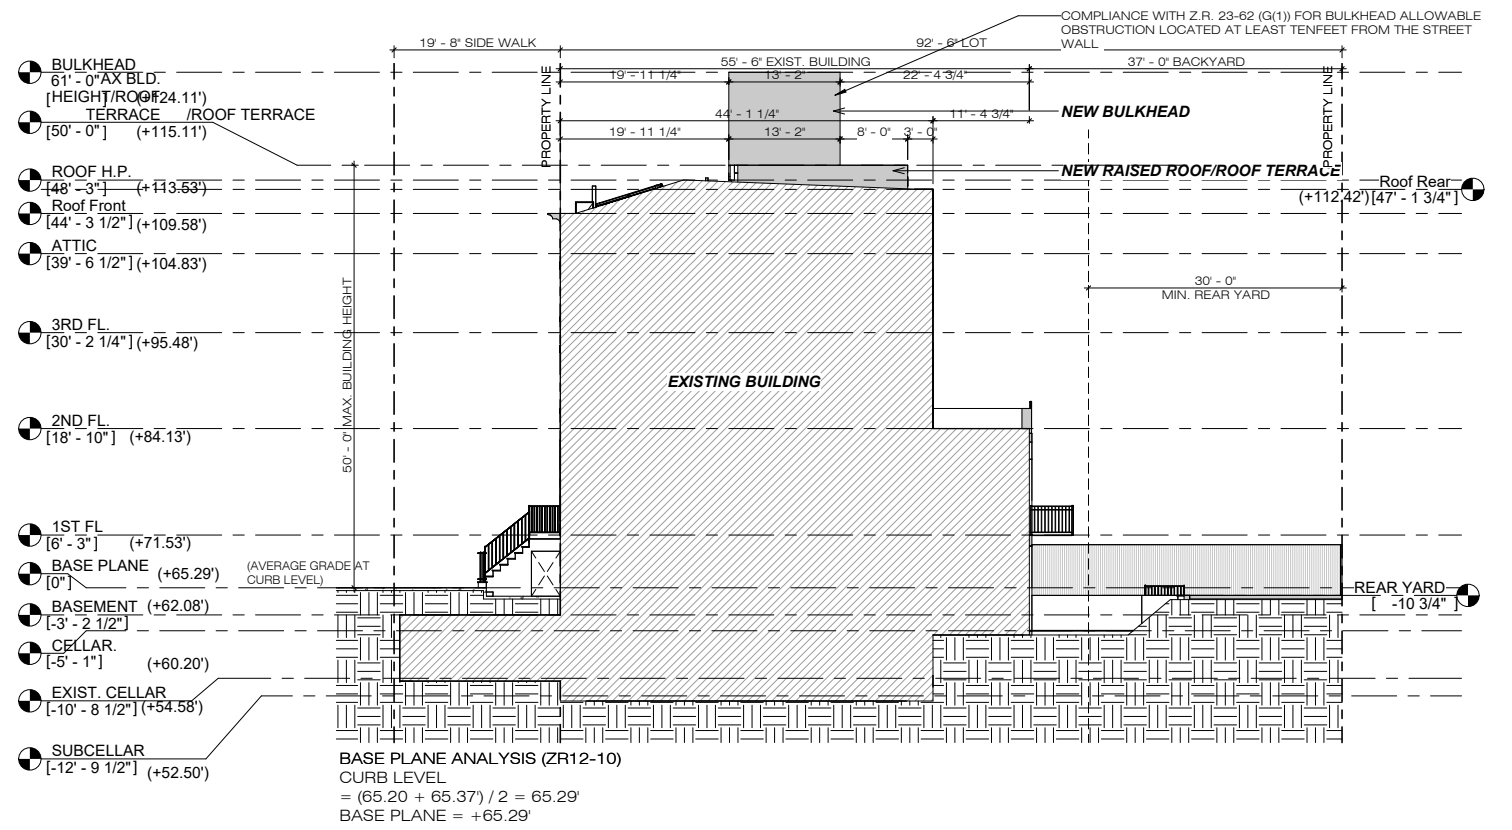 COMPLIANCE WITH Z.R. 23-62 (G(1)) FOR BULKHEAD ALLOWABLE
OBSTRUCTION LOCATED AT LEAST TENFEET FROM THE STREET
WALL
19' - 8" SIDE WALK
92' - 6" LOT
55' - 6" EXIST. BUILDING
37' - 0" BACKYARD
19' - 11 1/4"
13' - 2"
22' - 4 3/4"
44' - 1 1/4"
11' - 4 3/4"
19' - 11 1/4"
13' - 2"
8' - 0"
3' - 0"
PROPERTY LINE
PROPERTY LINE
NEW BULKHEAD
NEW RAISED ROOF/ROOF TERRACE
BULKHEAD
61' - 0"AX BLD.
[HEIGHT/ROOF] (+124.11')
TERRACE /ROOF TERRACE
[50' - 0"] (+115.11')
ROOF H.P.
[48' - 3"] (+113.53')
Roof Front
[44' - 3 1/2"] (+109.58')
ATTIC
[39' - 6 1/2"] (+104.83')
3RD FL.
[30' - 2 1/4"] (+95.48')
2ND FL.
[18' - 10"] (+84.13')
1ST FL
[6' - 3"] (+71.53')
BASE PLANE (+65.29')
[0"]
BASEMENT (+62.08')
[-3' - 2 1/2"]
CELLAR.
[-5' - 1"] (+60.20')
EXIST. CELLAR
[-10' - 8 1/2"] (+54.58')
SUBCELLAR
[-12' - 9 1/2"] (+52.50')
50' - 0" MAX. BUILDING HEIGHT
(AVERAGE GRADE AT
CURB LEVEL)
EXISTING BUILDING
Roof Rear
(+112.42') [47' - 1 3/4"]
30' - 0"
MIN. REAR YARD
REAR YARD
[ -10 3/4" ]
BASE PLANE ANALYSIS (ZR12-10)
CURB LEVEL
= (65.20 + 65.37') / 2 = 65.29'
BASE PLANE = +65.29'